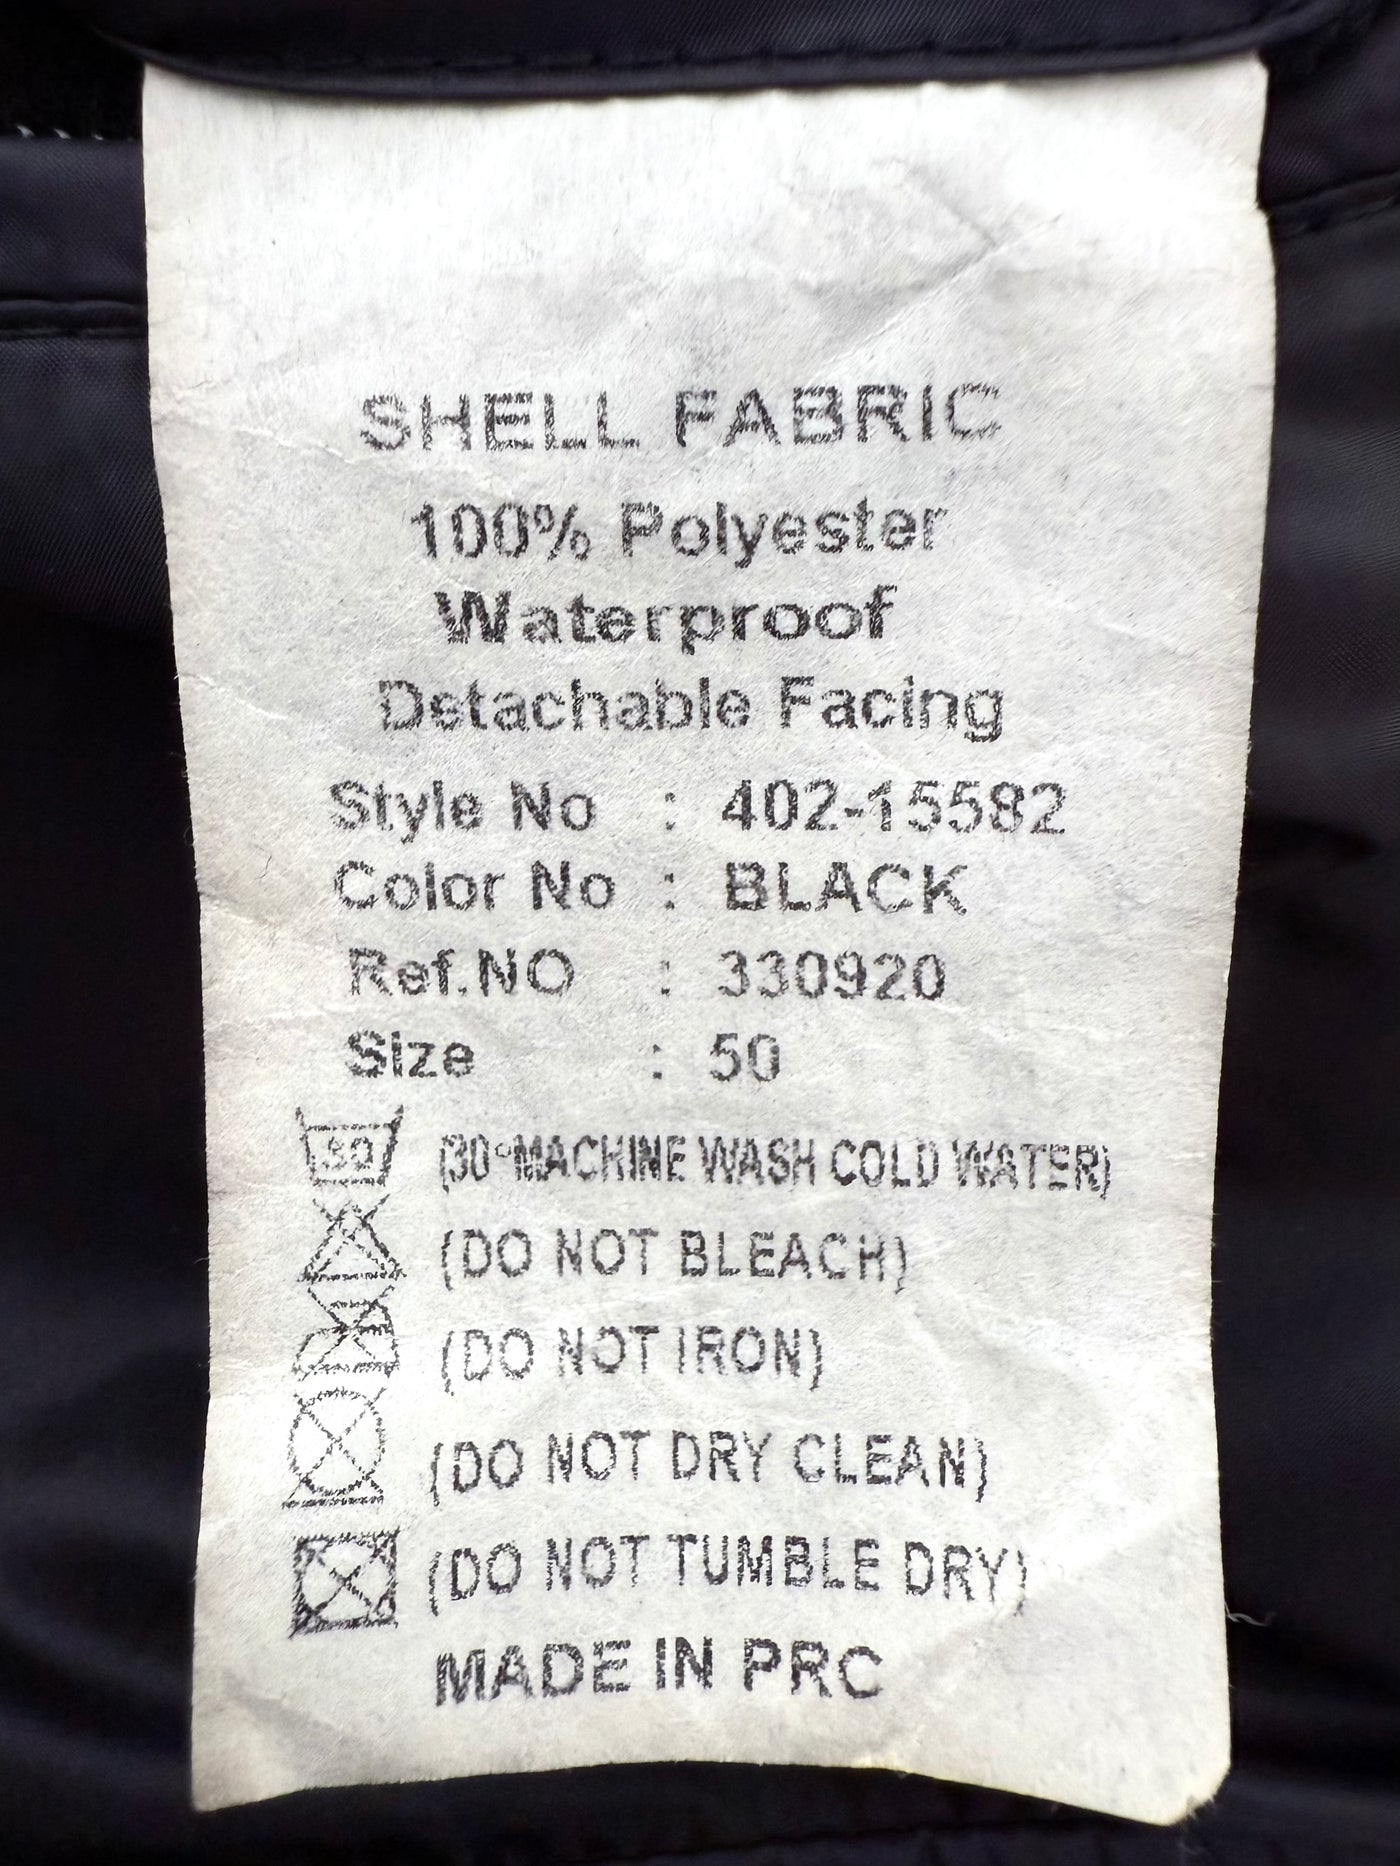 SHELL FABRIC
100% Polyester
Waterproof
Detachable Facing
Style No : 402-15582
Color No : BLACK
Ref.NO : 330920
Size : 50
30 (30°MACHINE WASH COLD WATER)
(DO NOT BLEACH)
(DO NOT IRON)
(DO NOT DRY CLEAN)
(DO NOT TUMBLE DRY)
MADE IN PRC